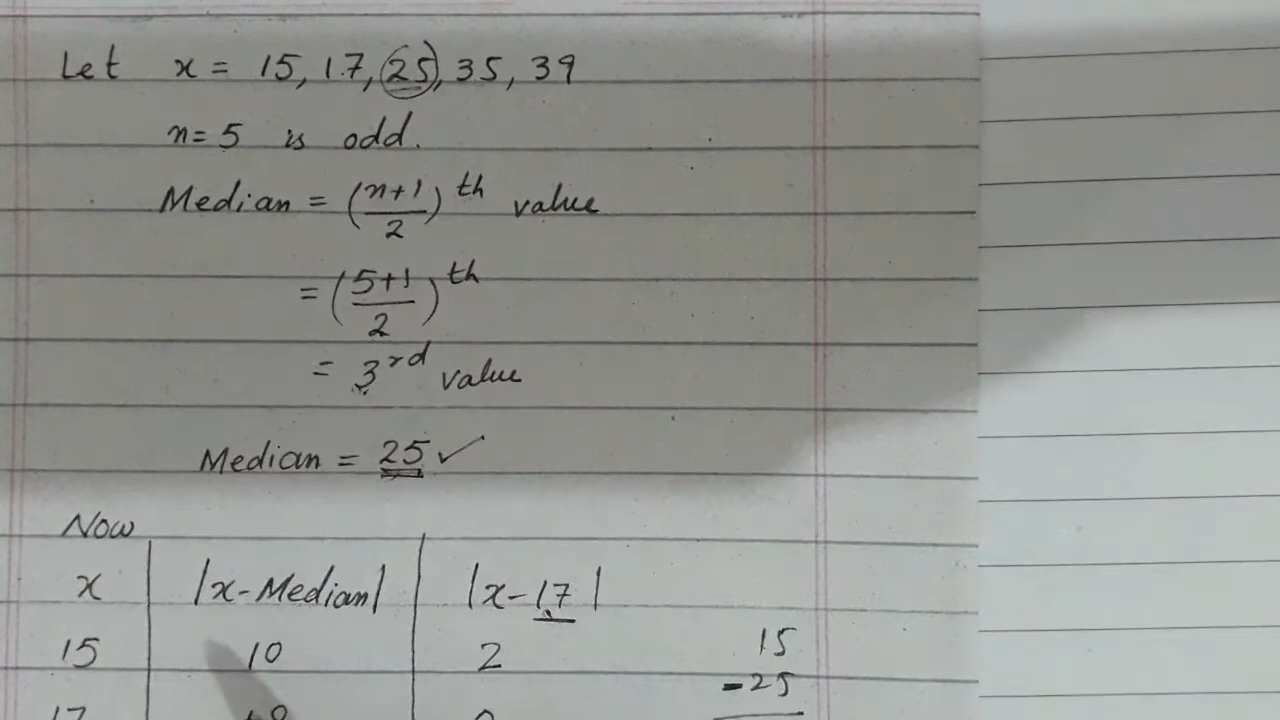 Let x = 15, 17, 25, 35, 39
n = 5 is odd.
Median = ((n+1)/2)th value
= ((5+1)/2)th
= 3rd value
Median = 25 ✓
Now
x |x-Median| |x-17|
15 10 2
15
-25
17